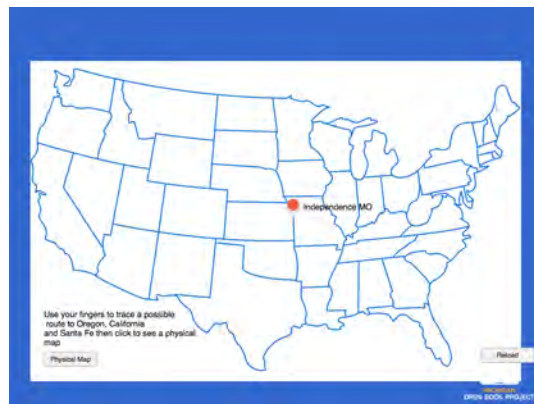 Independence MO
Use your fingers to trace a possible
route to Oregon, California
and Santa Fe then click to see a physical
map
Physical Map
Reload
MICHIGAN
OPEN BOOK PROJECT